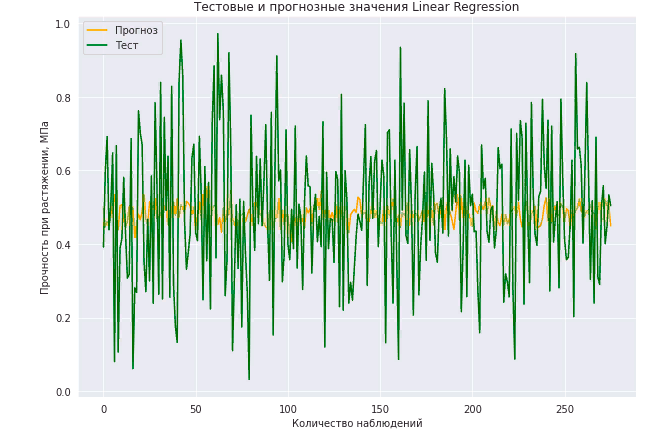 Тестовые и прогнозные значения Linear Regression
Прогноз
Тест
Прочность при растяжении, МПа
1.0
0.8
0.6
0.4
0.2
0.0
0
50
100
150
200
250
Количество наблюдений